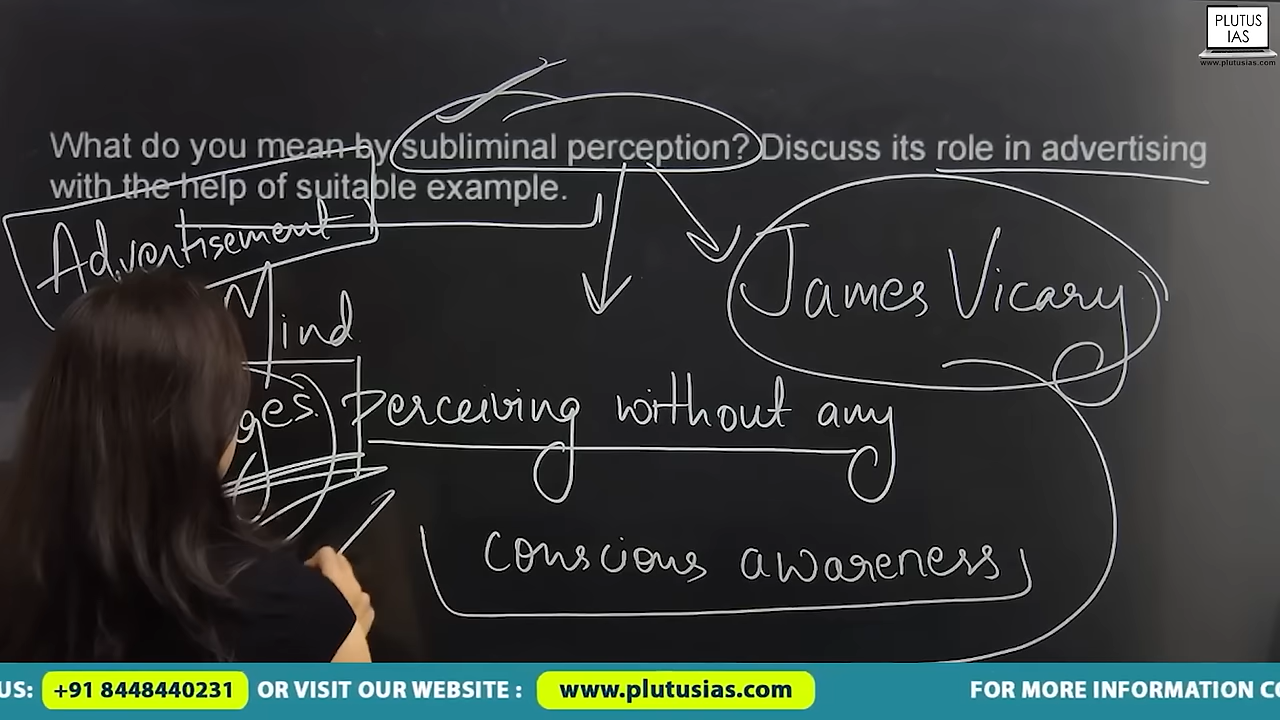 PLUTUS
IAS
www.plutusias.com
What do you mean by subliminal perception? Discuss its role in advertising
with the help of suitable example.
Advertisement
Mind
James Vicary
perceiving without any
conscious awareness
US: +91 8448440231 OR VISIT OUR WEBSITE : www.plutusias.com FOR MORE INFORMATION